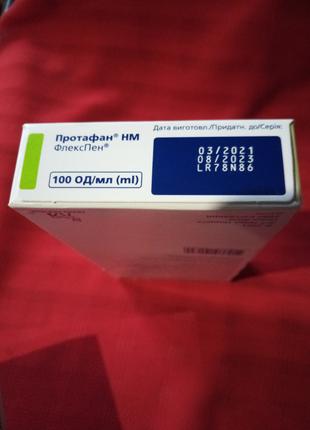 Протафан® НМ
ФлексПен®
100 ОД/мл (ml)
Дата виготовл./Придатн. до/Серія:
03/2021
08/2023
LR78N86